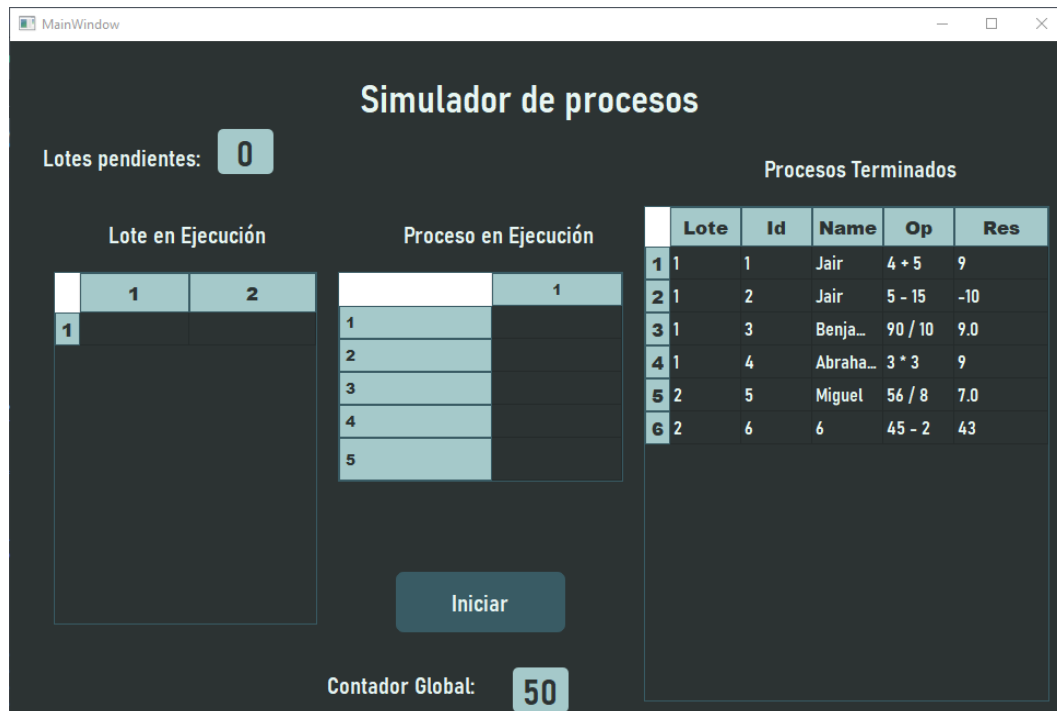 MainWindow
Simulador de procesos
Lotes pendientes: 0
Procesos Terminados
Lote en Ejecución
Proceso en Ejecución
1 2
1
1
1
2
3
4
5
Lote Id Name Op Res
1 1 1 Jair 4 + 5 9
2 1 2 Jair 5 - 15 -10
3 1 3 Benja... 90 / 10 9.0
4 1 4 Abraha... 3 * 3 9
5 2 5 Miguel 56 / 8 7.0
6 2 6 6 45 - 2 43
Iniciar
Contador Global: 50